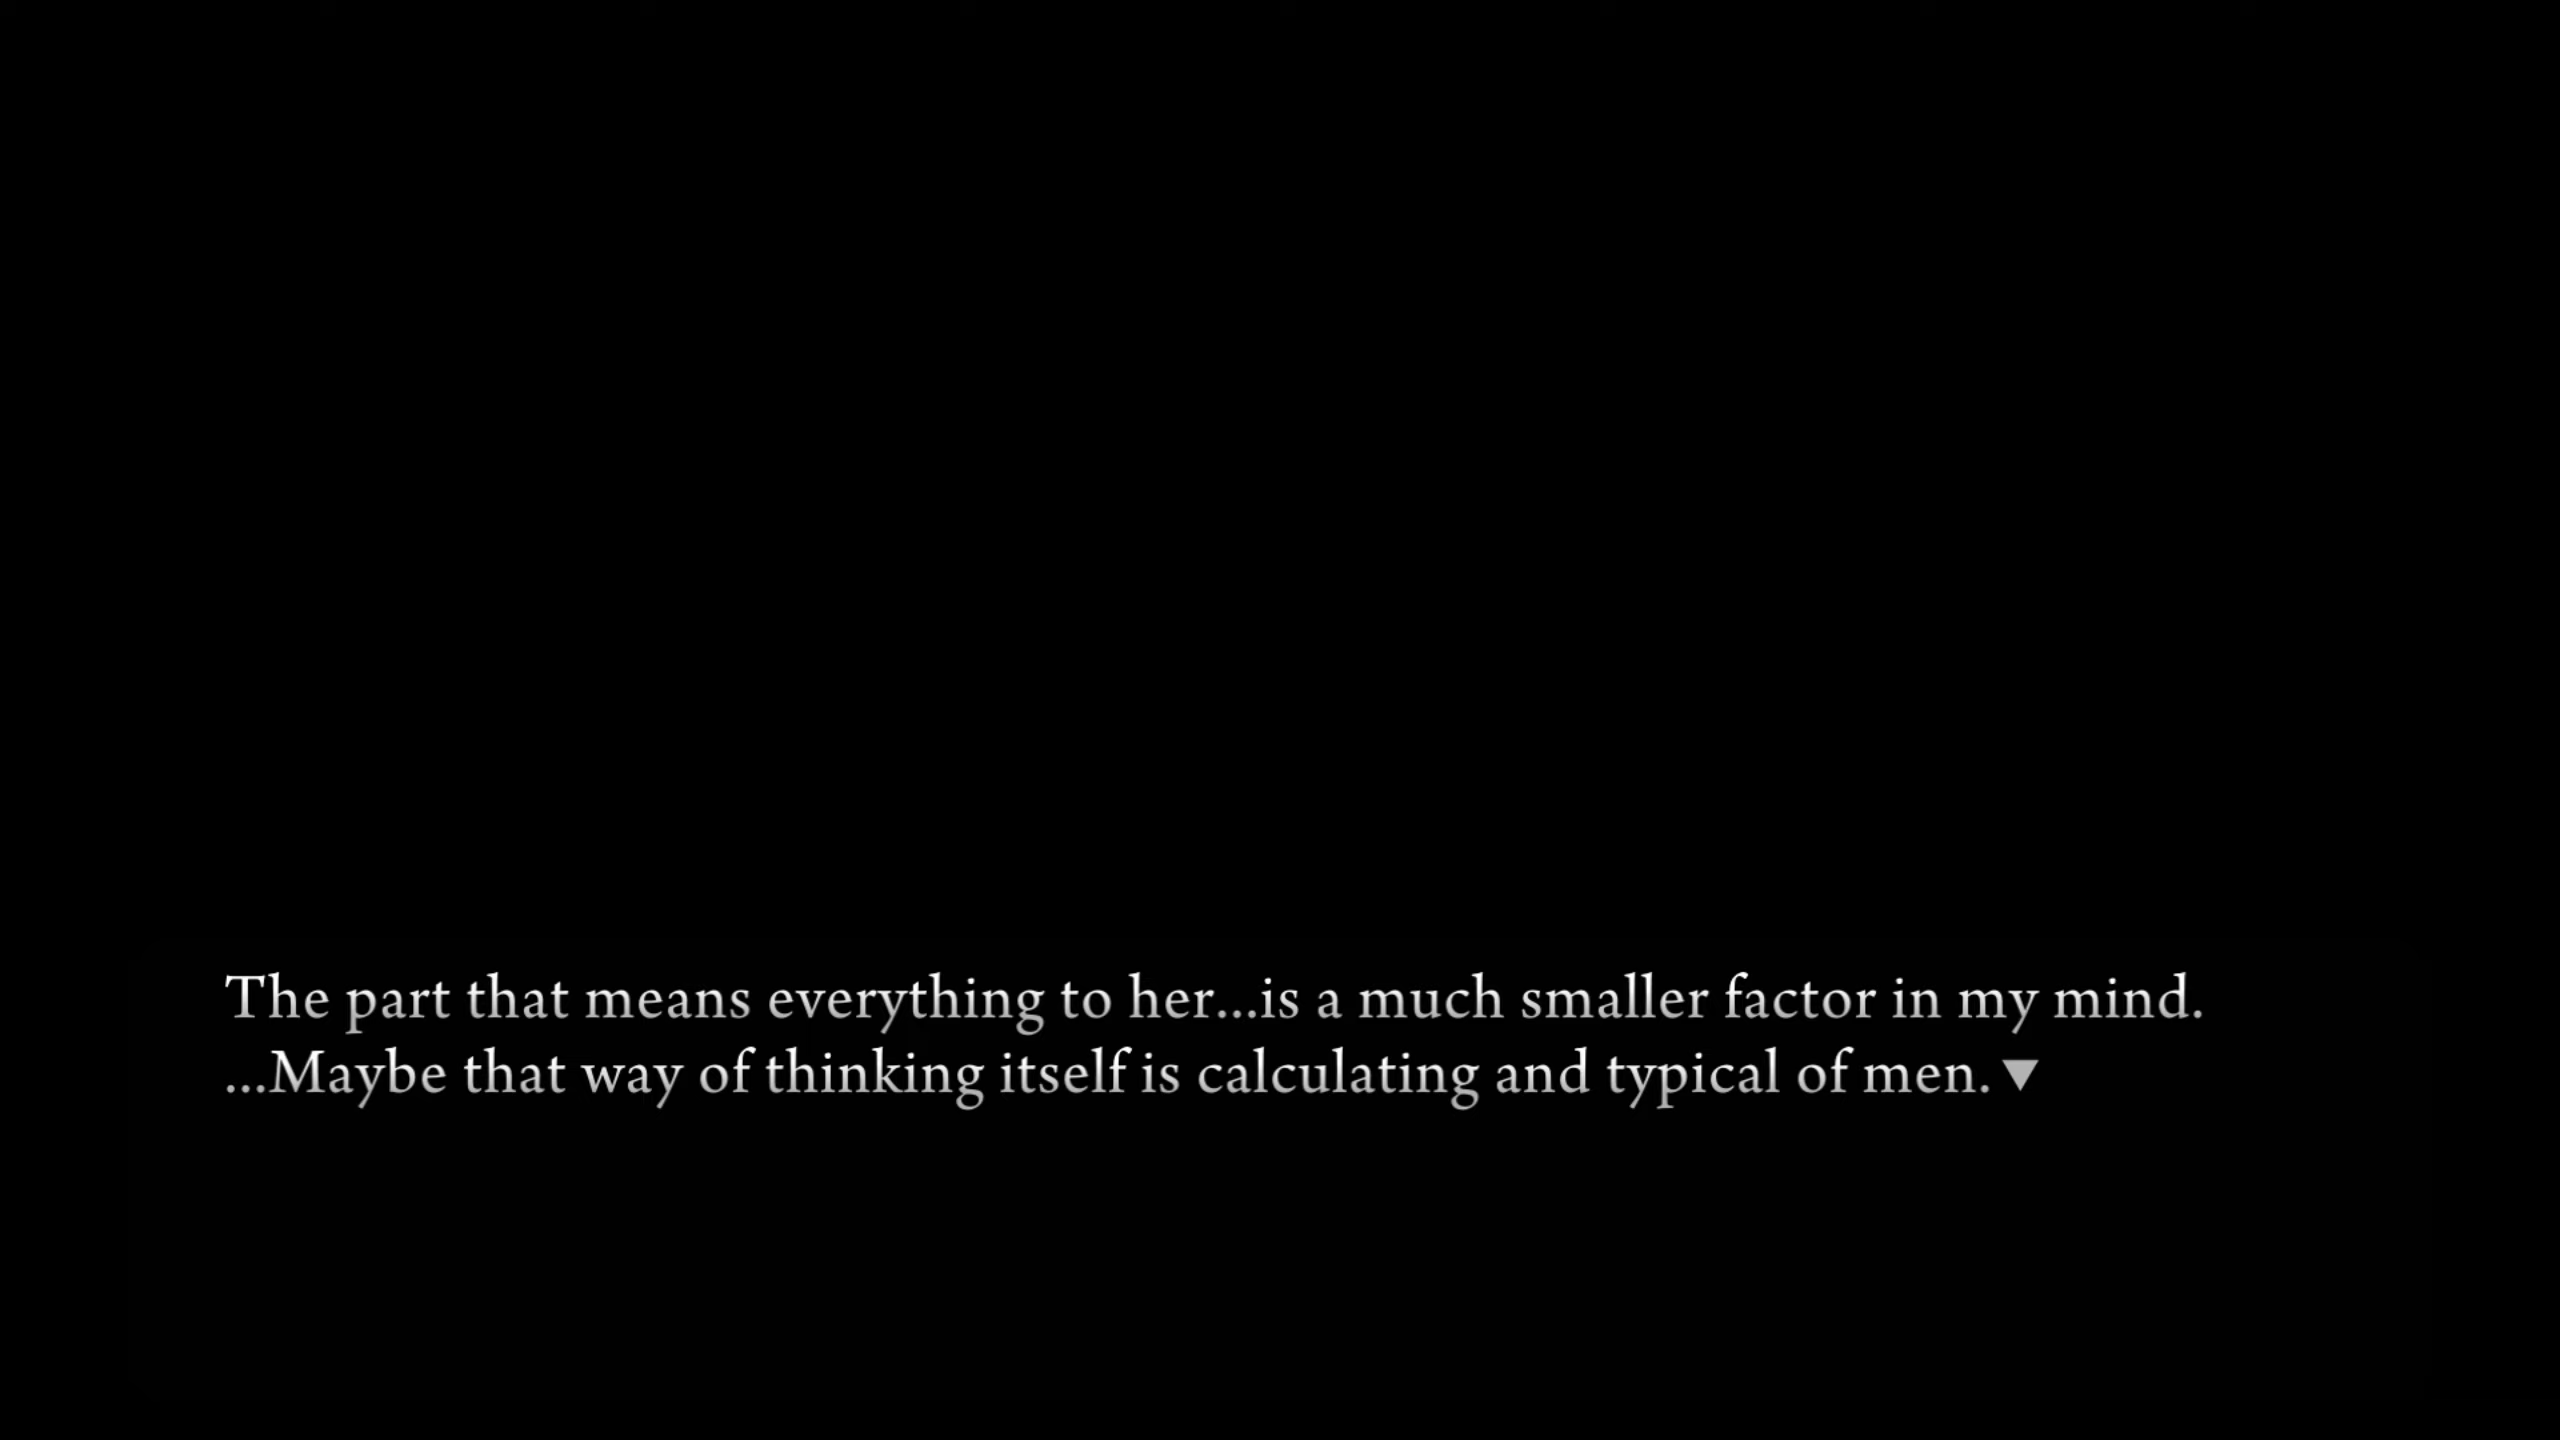 The part that means everything to her...is a much smaller factor in my mind.
...Maybe that way of thinking itself is calculating and typical of men.